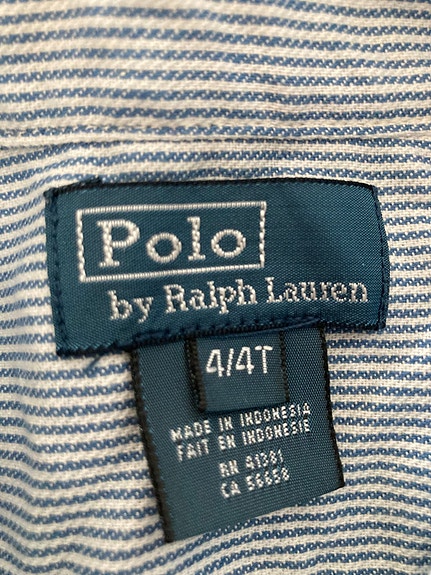 Polo
by Ralph Lauren
4/4T
MADE IN INDONESIA
FAIT EN INDONESIE
RN 41381
CA 56658